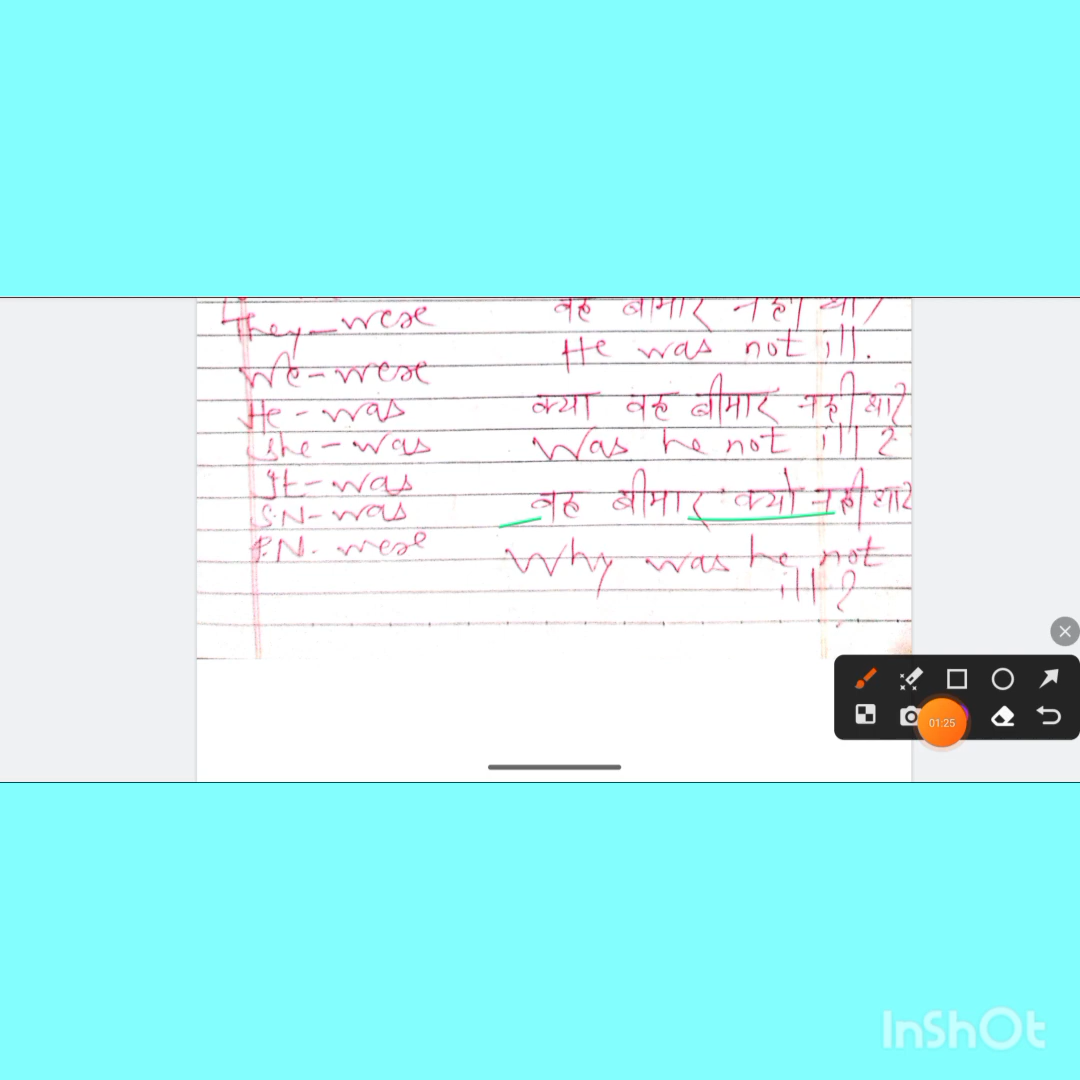 They - were
We - were
He - was
She - was
It - was
S.N - was
P.N. were
वह बीमार नही था।
He was not ill.
क्या वह बीमार नही था?
Was he not ill?
वह बीमार क्यो नही था?
Why was he not
ill?
01:25
InShOt